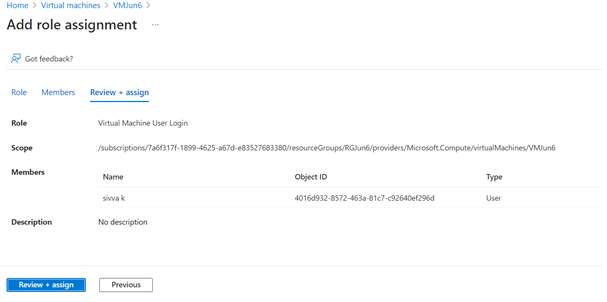 Home > Virtual machines > VMJun6 >
Add role assignment ...
Got feedback?
Role Members Review + assign
Role Virtual Machine User Login
Scope /subscriptions/7a6f317f-1899-4625-a67d-e83527683380/resourceGroups/RGJun6/providers/Microsoft.Compute/virtualMachines/VMJun6
Members Name Object ID Type
sivva k 4016d932-8572-463a-81c7-c92640ef296d User
Description No description
Review + assign Previous